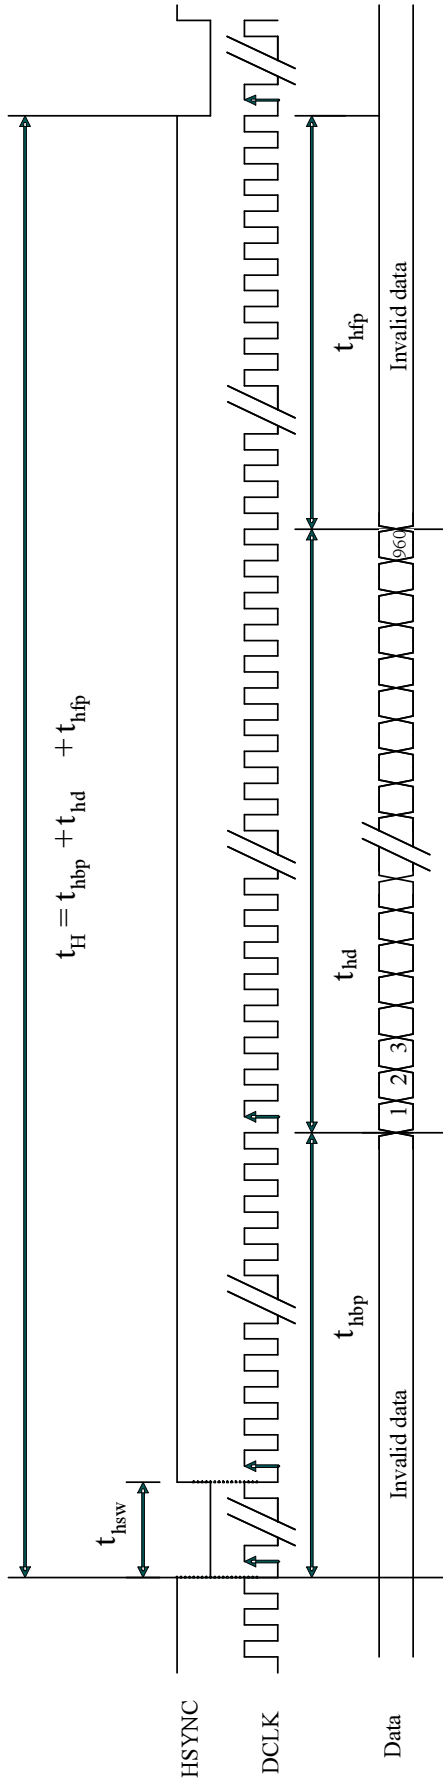 t_H = t_hbp + t_hd + t_hfp
t_hsw
HSYNC
DCLK
t_hbp
t_hd
t_hfp
Data
Invalid data
1
2
3
960
Invalid data